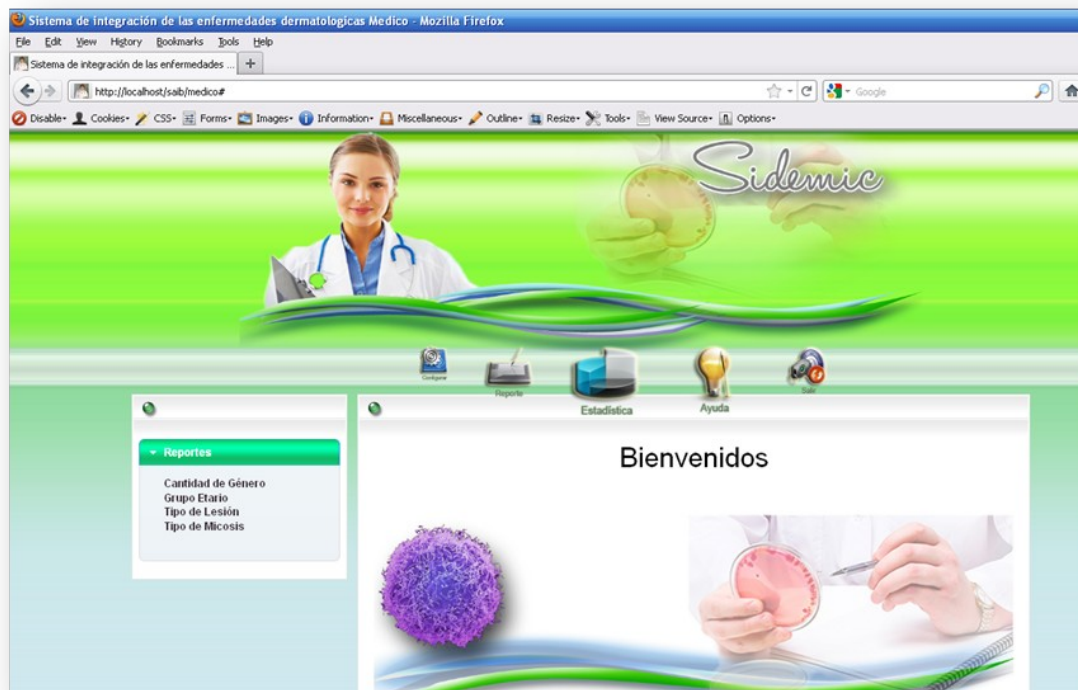 Sistema de integración de las enfermedades dermatologicas Medico - Mozilla Firefox
File Edit View History Bookmarks Tools Help
Sistema de integración de las enfermedades ... +
http://localhost/saib/medico#
Google
Disable Cookies CSS Forms Images Information Miscellaneous Outline Resize Tools View Source Options
Sidemic
Configurar
Reporte
Estadística
Ayuda
Salir
Reportes
Cantidad de Género
Grupo Etario
Tipo de Lesión
Tipo de Micosis
Bienvenidos